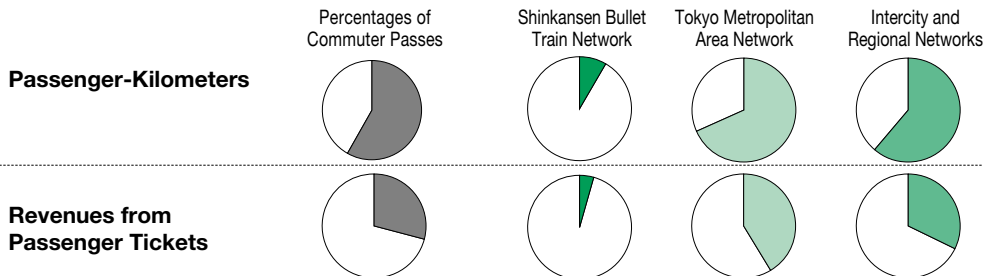 Percentages of
Commuter Passes
Shinkansen Bullet
Train Network
Tokyo Metropolitan
Area Network
Intercity and
Regional Networks
Passenger-Kilometers
Revenues from
Passenger Tickets